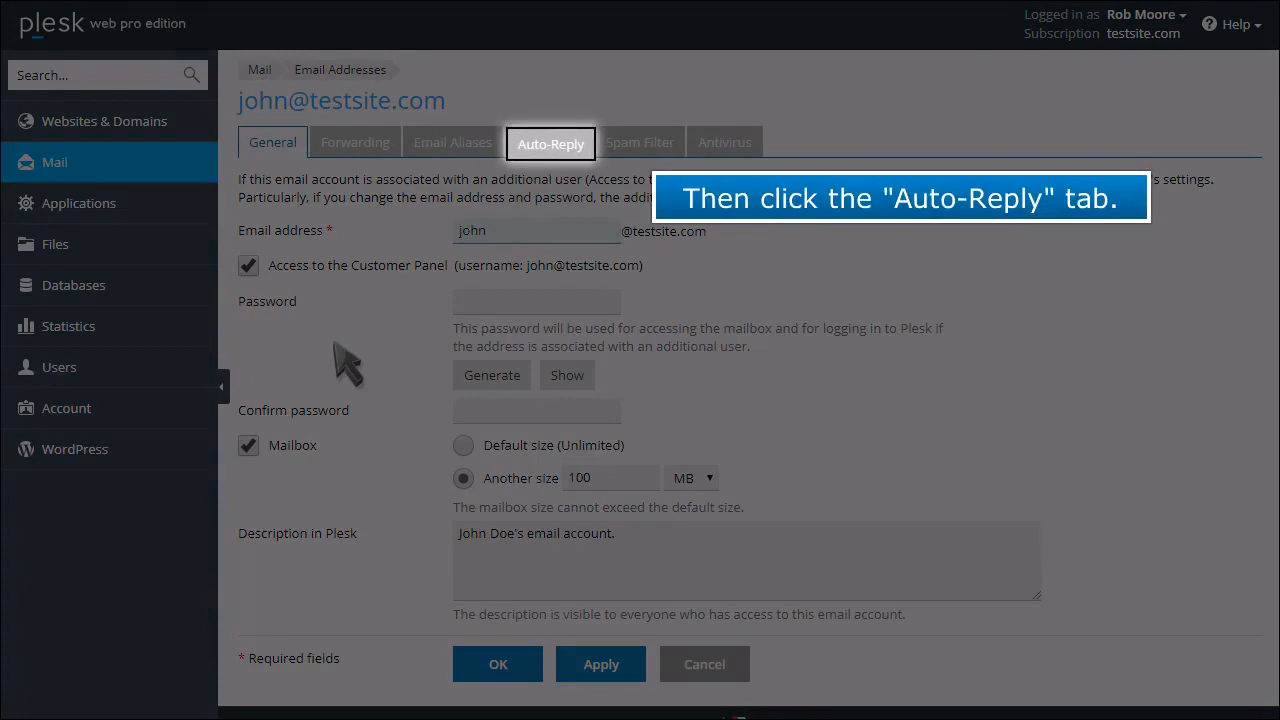 plesk web pro edition
Logged in as Rob Moore
Subscription testsite.com
Help
Search...
Websites & Domains
Mail
Applications
Files
Databases
Statistics
Users
Account
WordPress
Mail Email Addresses
john@testsite.com
General Forwarding Email Aliases Auto-Reply Spam Filter Antivirus
If this email account is associated with an additional user (Access to t
s settings.
Particularly, if you change the email address and password, the addi
Then click the "Auto-Reply" tab.
Email address * john @testsite.com
Access to the Customer Panel (username: john@testsite.com)
Password
This password will be used for accessing the mailbox and for logging in to Plesk if
the address is associated with an additional user.
Generate Show
Confirm password
Mailbox Default size (Unlimited)
Another size 100 MB
The mailbox size cannot exceed the default size.
Description in Plesk John Doe's email account.
The description is visible to everyone who has access to this email account.
* Required fields OK Apply Cancel